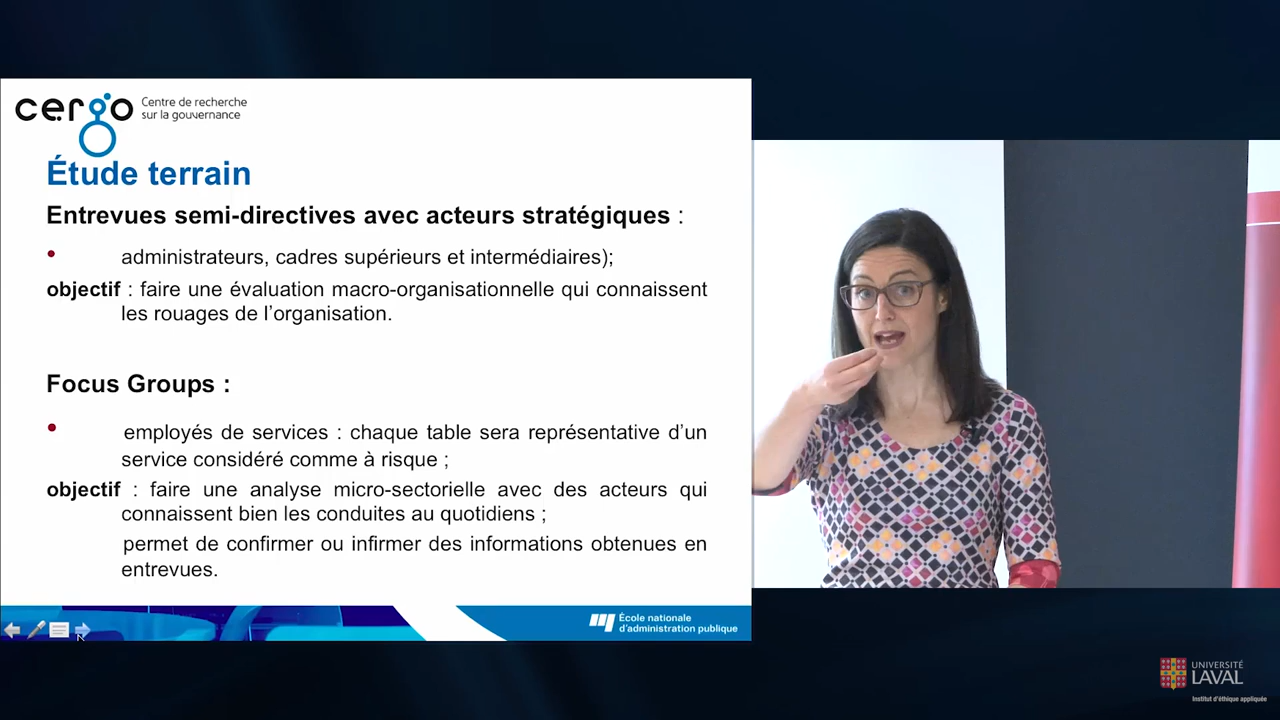 cergo
Centre de recherche
sur la gouvernance
Étude terrain
Entrevues semi-directives avec acteurs stratégiques :
• administrateurs, cadres supérieurs et intermédiaires);
objectif : faire une évaluation macro-organisationnelle qui connaissent
les rouages de l’organisation.
Focus Groups :
• employés de services : chaque table sera représentative d’un
service considéré comme à risque ;
objectif : faire une analyse micro-sectorielle avec des acteurs qui
connaissent bien les conduites au quotidiens ;
permet de confirmer ou infirmer des informations obtenues en
entrevues.
École nationale
d’administration publique
UNIVERSITÉ
LAVAL
Institut d’éthique appliquée